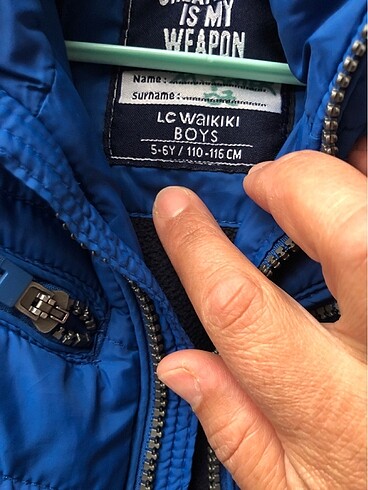 IS MY
WEAPON
Name :
Surname :
LC WAIKIKI
BOYS
5-6Y / 110-116 CM